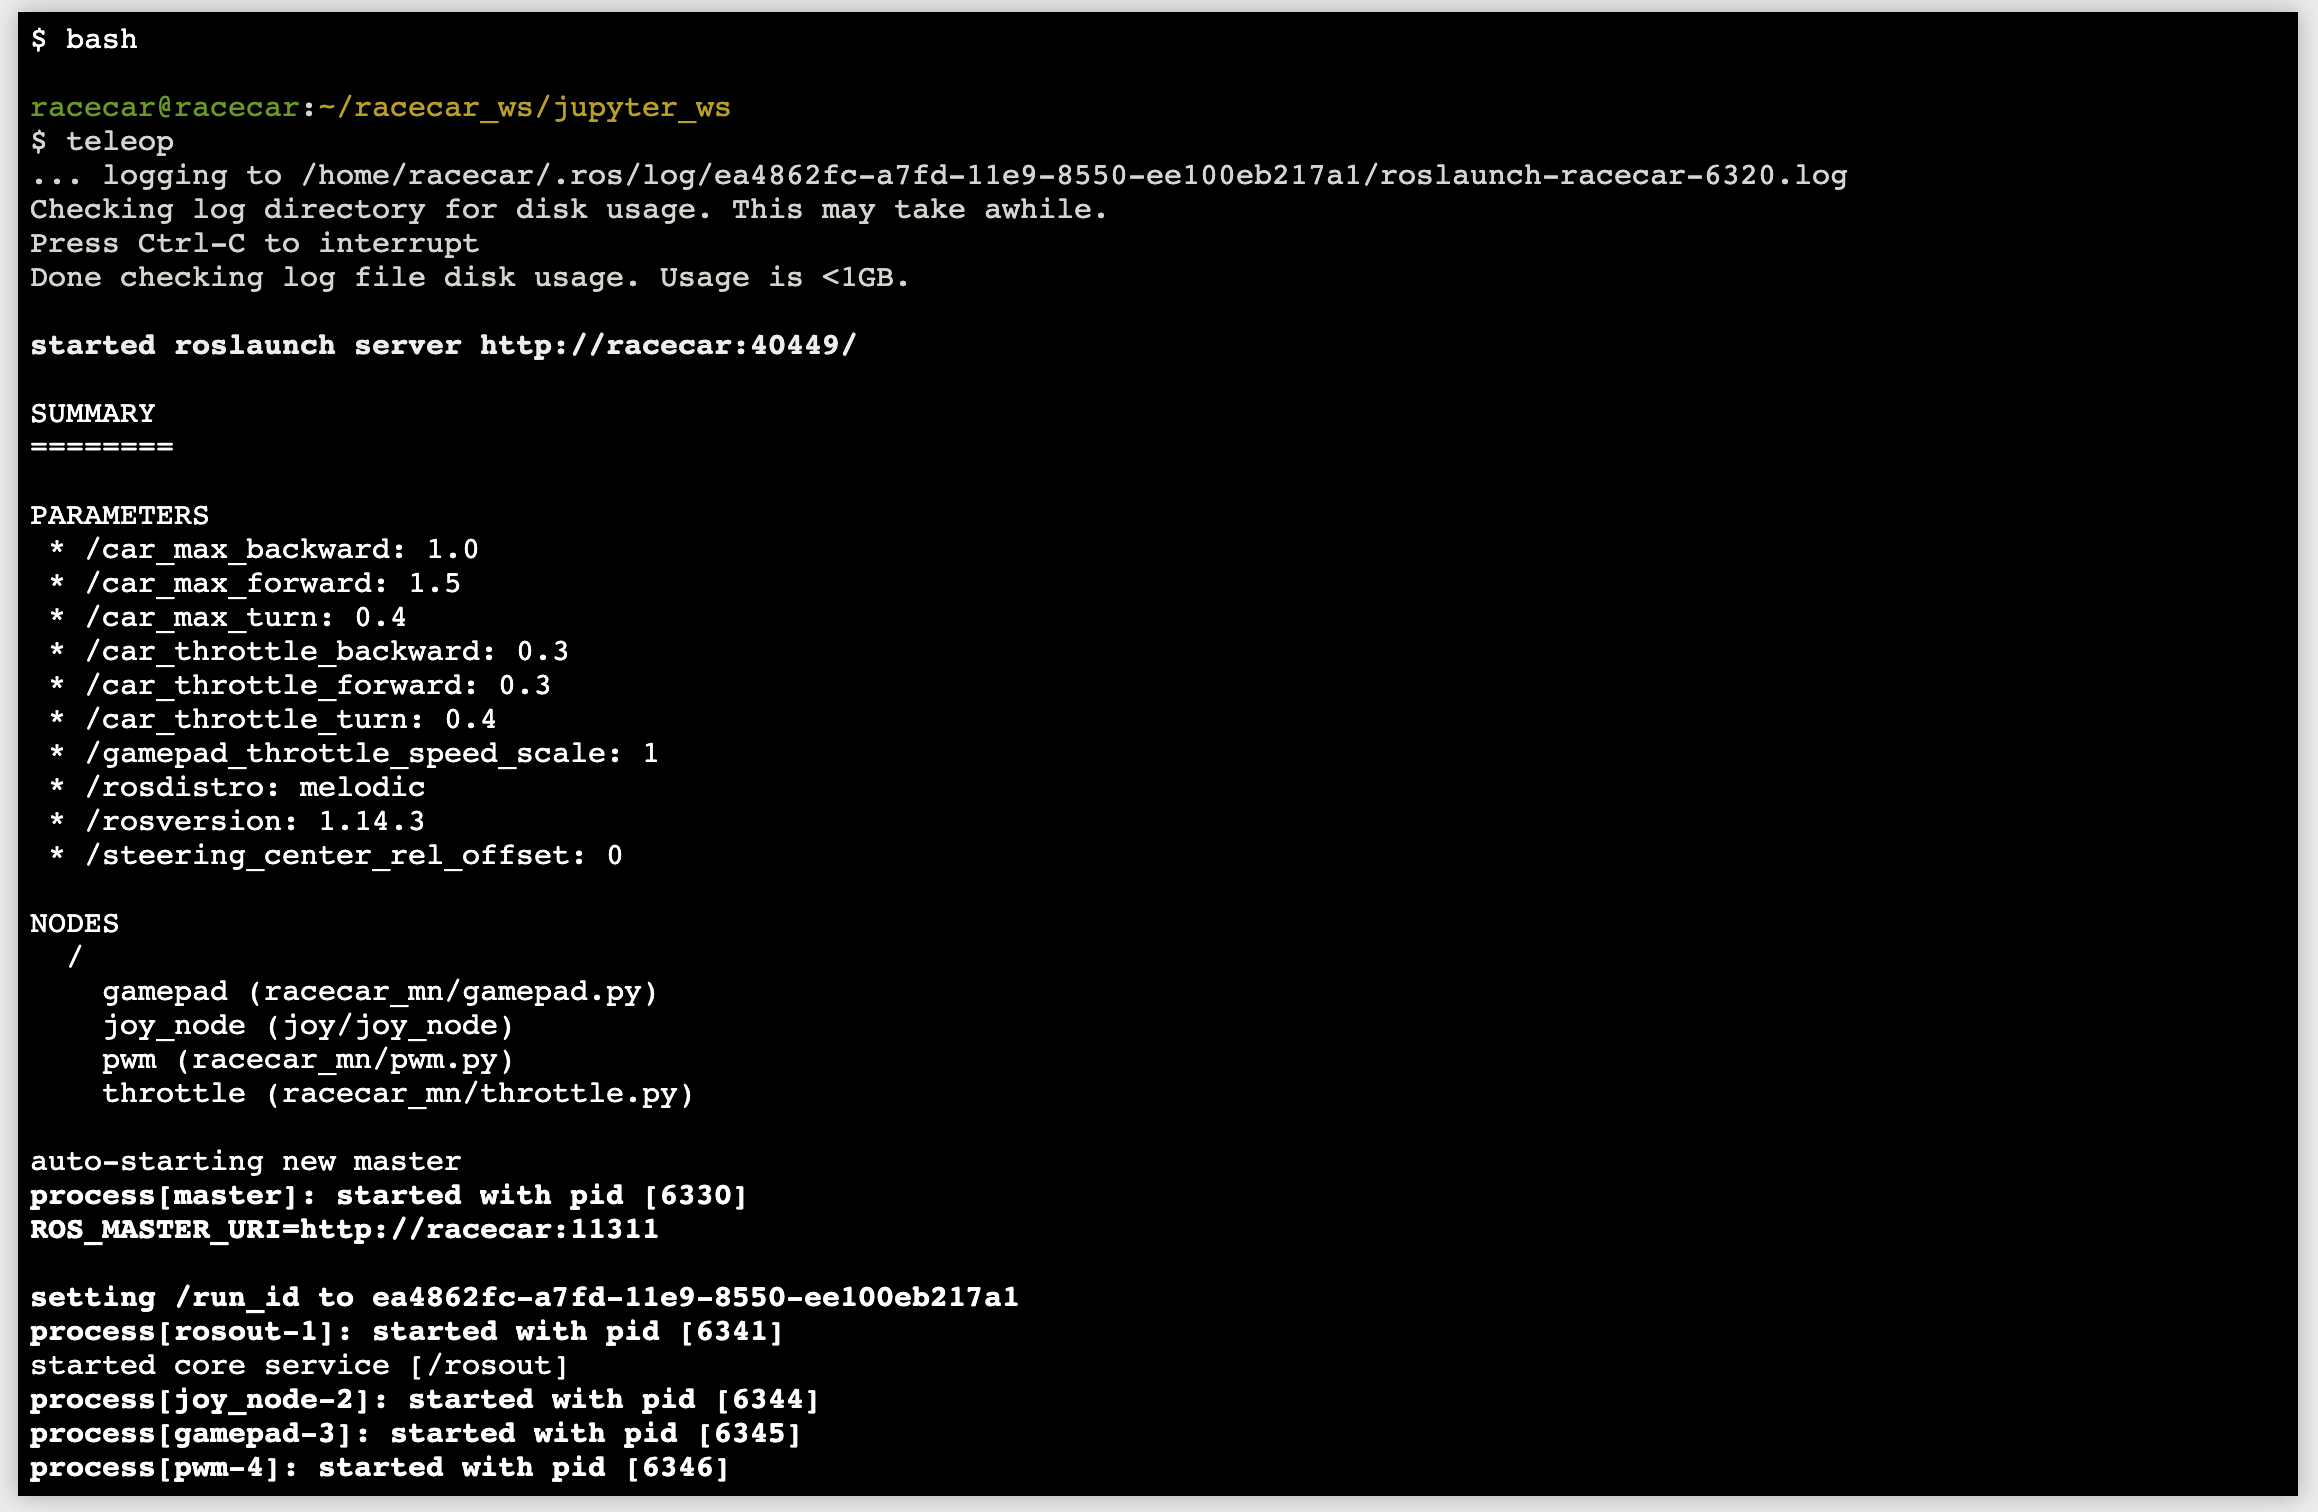 $ bash
racecar@racecar:~/racecar_ws/jupyter_ws
$ teleop
... logging to /home/racecar/.ros/log/ea4862fc-a7fd-11e9-8550-ee100eb217a1/roslaunch-racecar-6320.log
Checking log directory for disk usage. This may take awhile.
Press Ctrl-C to interrupt
Done checking log file disk usage. Usage is <1GB.
started roslaunch server http://racecar:40449/
SUMMARY
========
PARAMETERS
 * /car_max_backward: 1.0
 * /car_max_forward: 1.5
 * /car_max_turn: 0.4
 * /car_throttle_backward: 0.3
 * /car_throttle_forward: 0.3
 * /car_throttle_turn: 0.4
 * /gamepad_throttle_speed_scale: 1
 * /rosdistro: melodic
 * /rosversion: 1.14.3
 * /steering_center_rel_offset: 0
NODES
  /
    gamepad (racecar_mn/gamepad.py)
    joy_node (joy/joy_node)
    pwm (racecar_mn/pwm.py)
    throttle (racecar_mn/throttle.py)
auto-starting new master
process[master]: started with pid [6330]
ROS_MASTER_URI=http://racecar:11311
setting /run_id to ea4862fc-a7fd-11e9-8550-ee100eb217a1
process[rosout-1]: started with pid [6341]
started core service [/rosout]
process[joy_node-2]: started with pid [6344]
process[gamepad-3]: started with pid [6345]
process[pwm-4]: started with pid [6346]